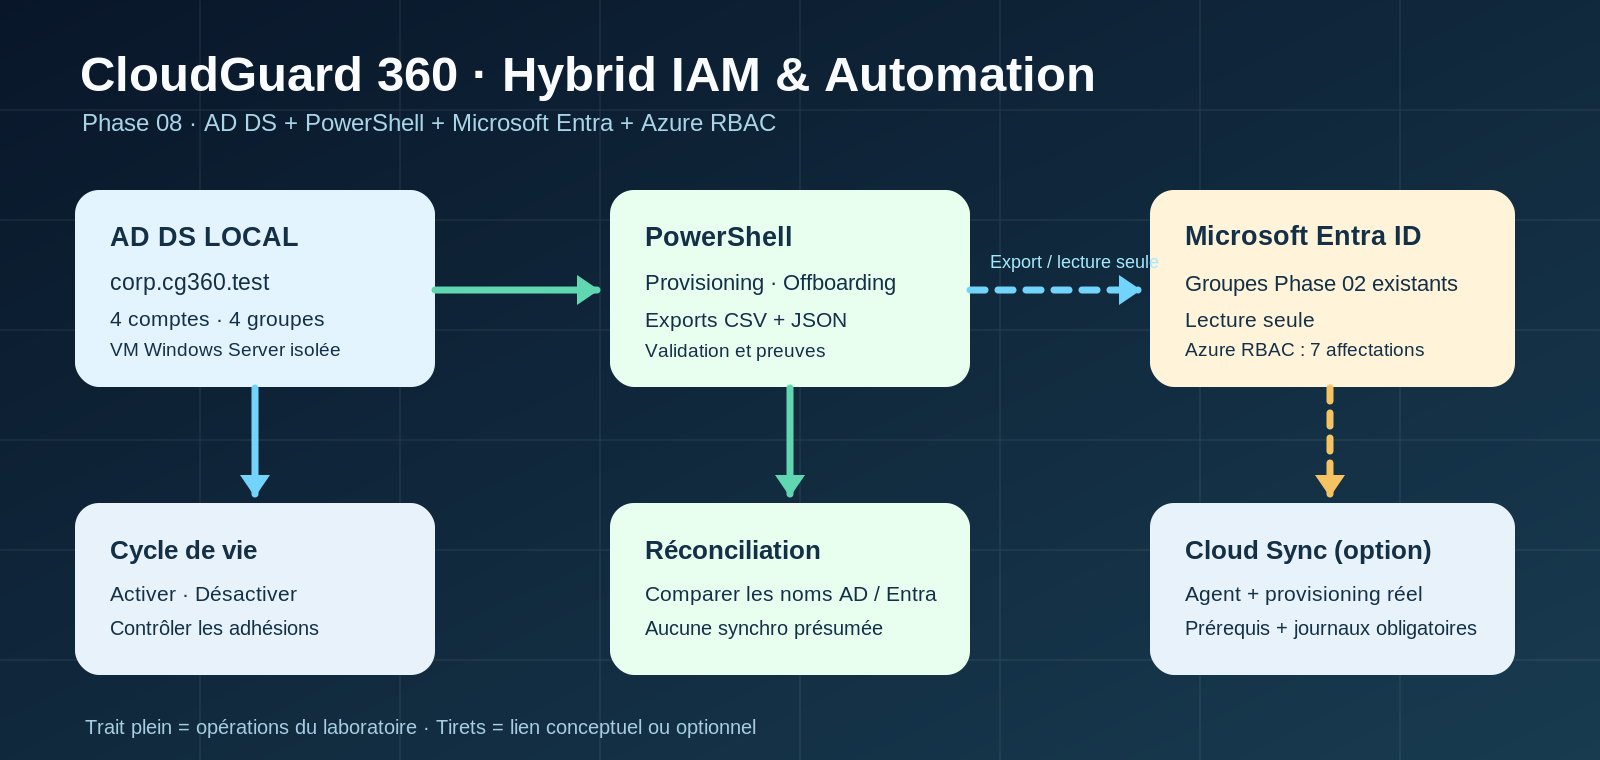 CloudGuard 360 · Hybrid IAM & Automation
Phase 08 · AD DS + PowerShell + Microsoft Entra + Azure RBAC
AD DS LOCAL
corp.cg360.test
4 comptes · 4 groupes
VM Windows Server isolée
PowerShell
Provisioning · Offboarding
Exports CSV + JSON
Validation et preuves
Export / lecture seule
Microsoft Entra ID
Groupes Phase 02 existants
Lecture seule
Azure RBAC : 7 affectations
Cycle de vie
Activer · Désactiver
Contrôler les adhésions
Réconciliation
Comparer les noms AD / Entra
Aucune synchro présumée
Cloud Sync (option)
Agent + provisioning réel
Prérequis + journaux obligatoires
Trait plein = opérations du laboratoire · Tirets = lien conceptuel ou optionnel